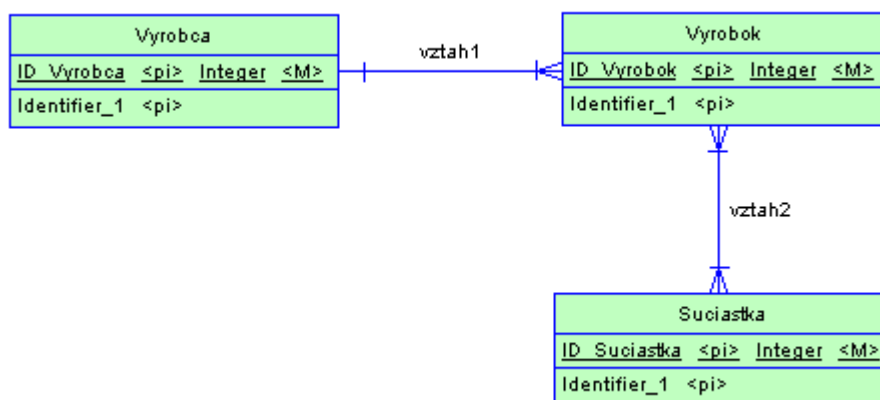 Vyrobca
ID_Vyrobca <pi> Integer <M>
Identifier_1 <pi>
vztah1
Vyrobok
ID_Vyrobok <pi> Integer <M>
Identifier_1 <pi>
vztah2
Suciastka
ID_Suciastka <pi> Integer <M>
Identifier_1 <pi>